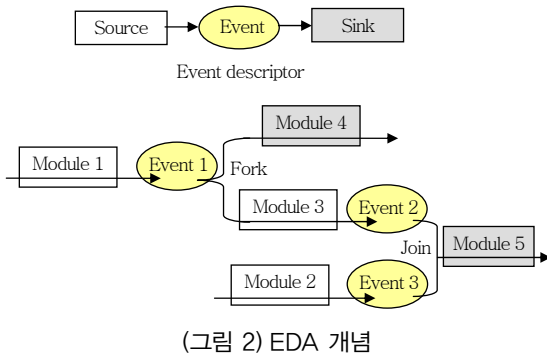 Source Event Sink
Event descriptor
Module 4
Module 1 Event 1 Fork
Module 3 Event 2
Join Module 5
Module 2 Event 3
(그림 2) EDA 개념